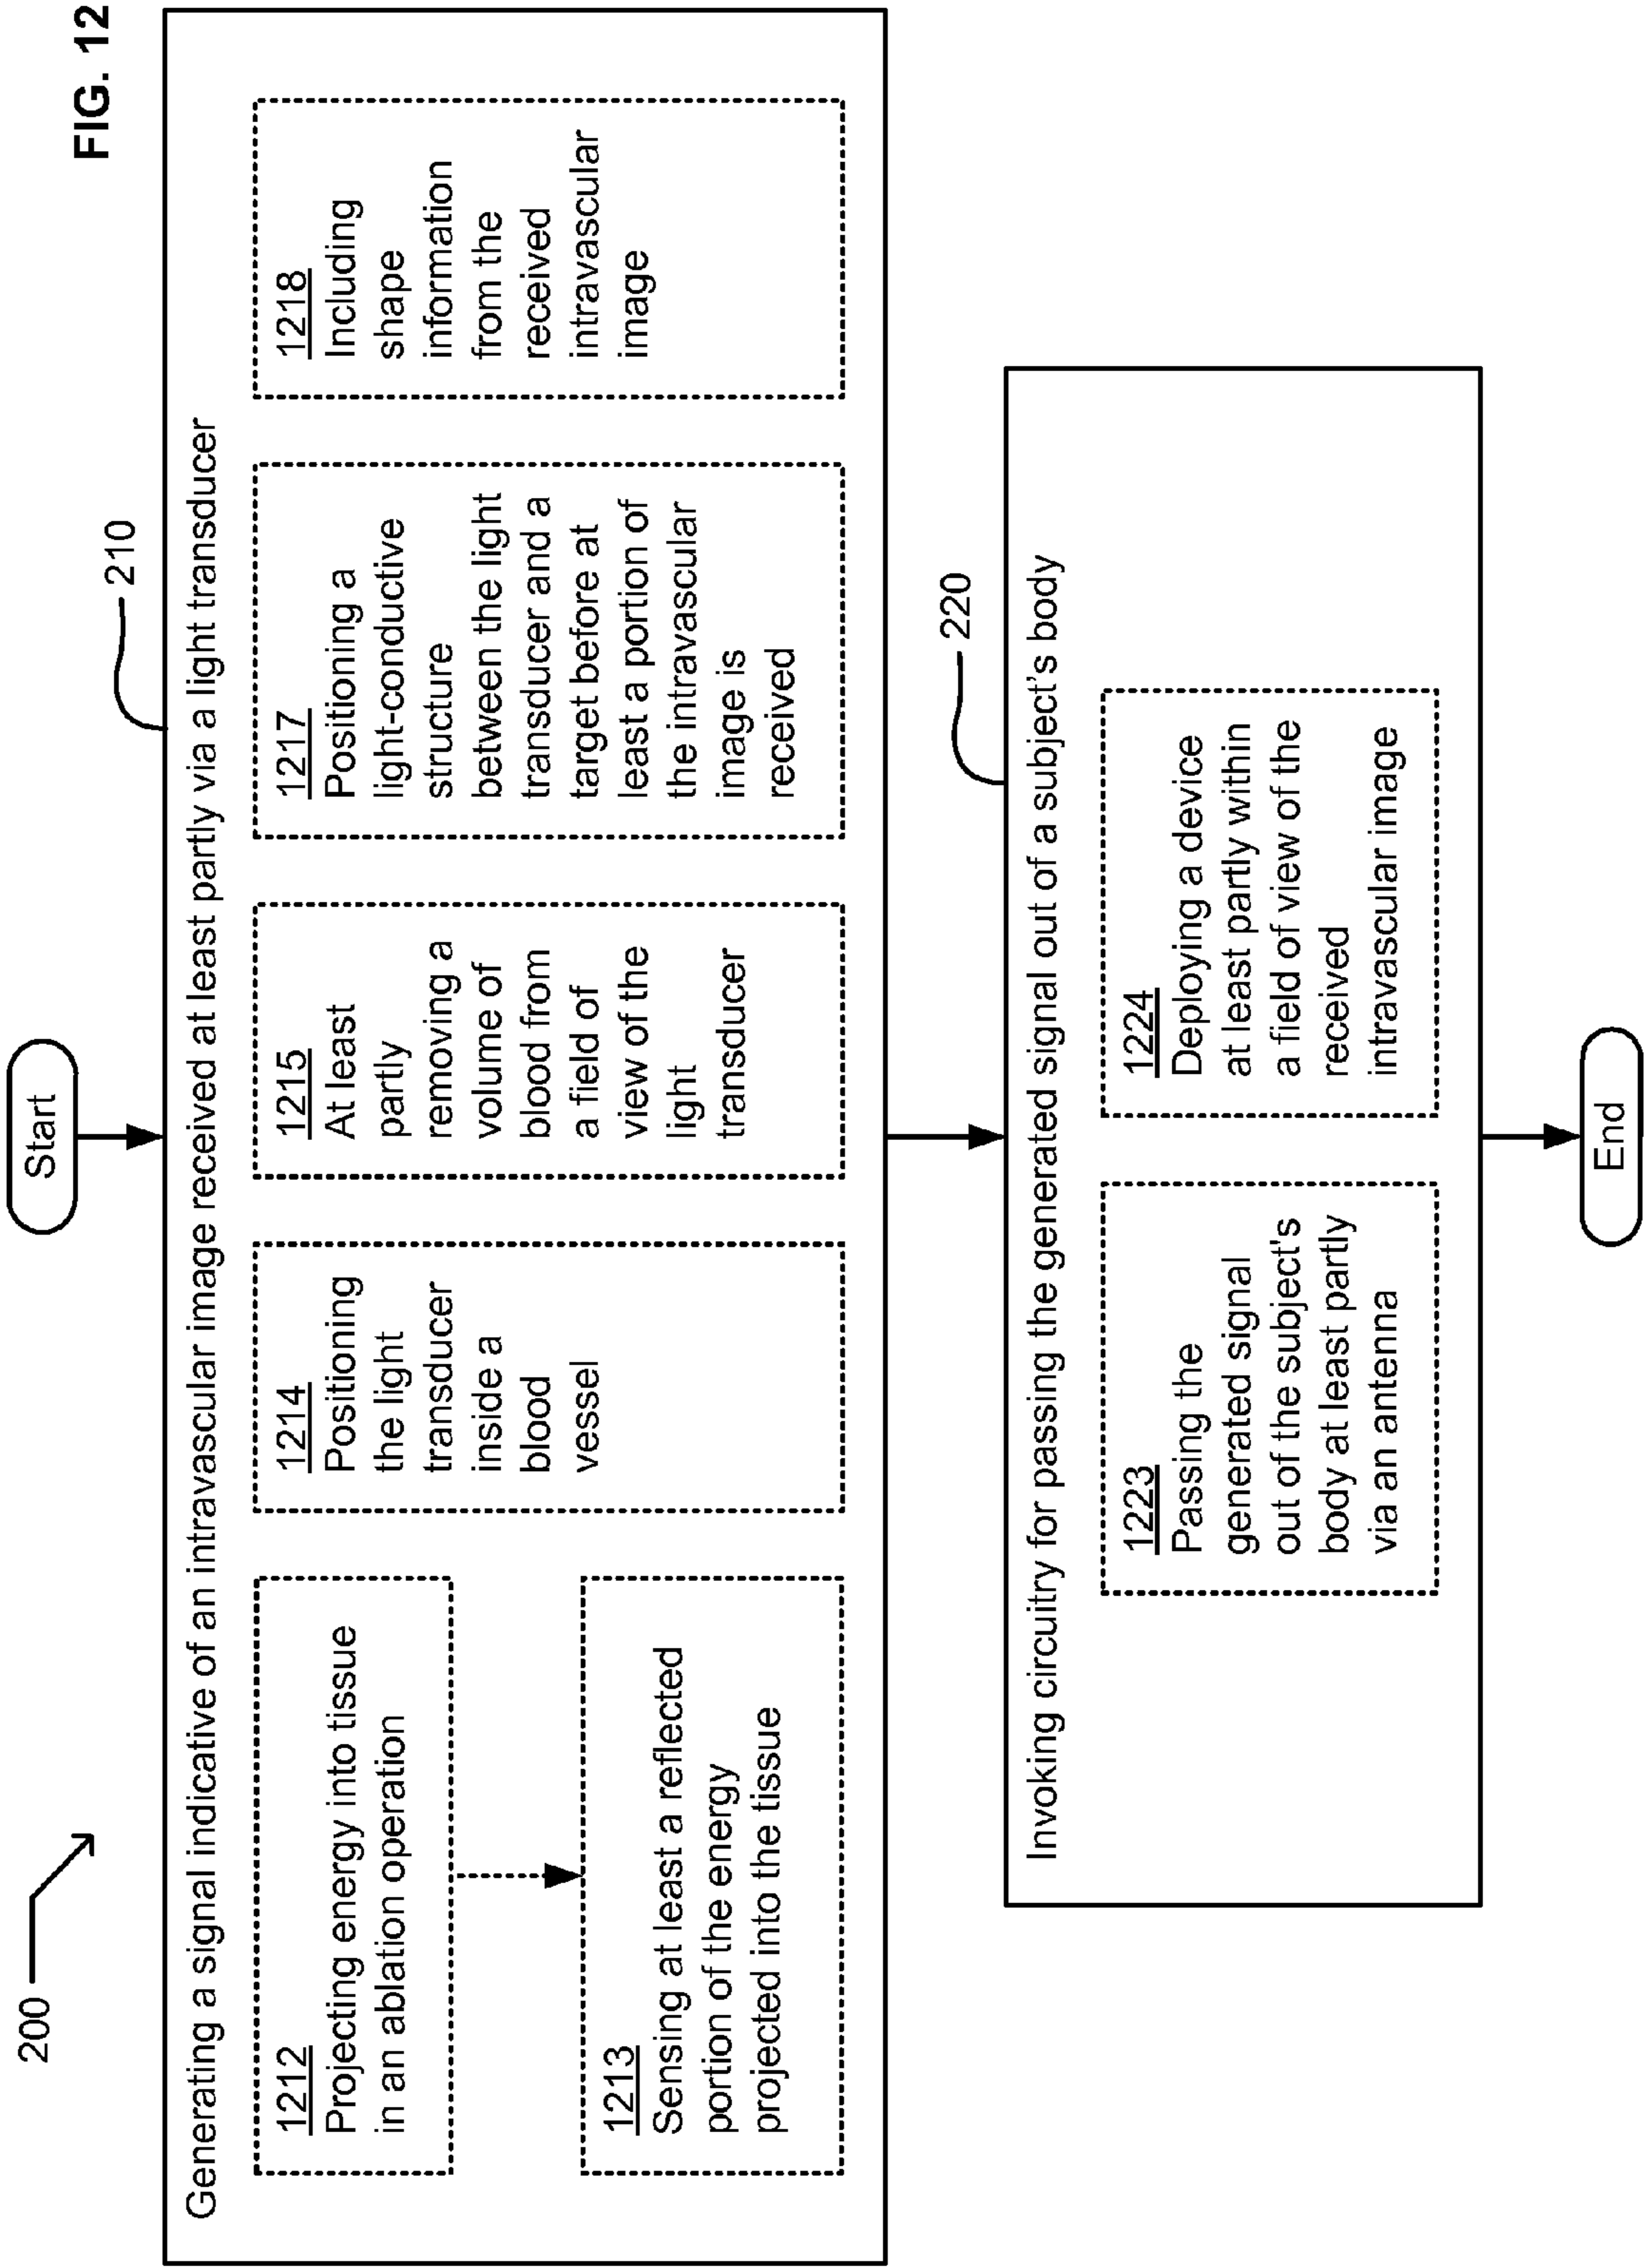 FIG. 12
200
Start
210
Generating a signal indicative of an intravascular image received at least partly via a light transducer
1212
Projecting energy into tissue
in an ablation operation
1213
Sensing at least a reflected
portion of the energy
projected into the tissue
1214
Positioning
the light
transducer
inside a
blood
vessel
1215
At least
partly
removing a
volume of
blood from
a field of
view of the
light
transducer
1217
Positioning a
light-conductive
structure
between the light
transducer and a
target before at
least a portion of
the intravascular
image is
received
1218
Including
shape
information
from the
received
intravascular
image
220
Invoking circuitry for passing the generated signal out of a subject's body
1223
Passing the
generated signal
out of the subject's
body at least partly
via an antenna
1224
Deploying a device
at least partly within
a field of view of the
received
intravascular image
End